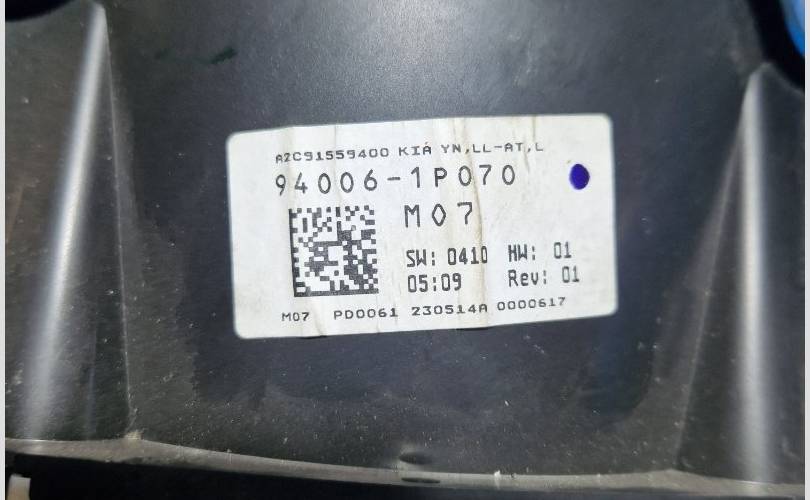 A2C91559400 KIA YN,LL-AT,L
94006-1P070
M07
SW: 0410 HW: 01
05:09 Rev: 01
M07 PD0061 230514A 0000617